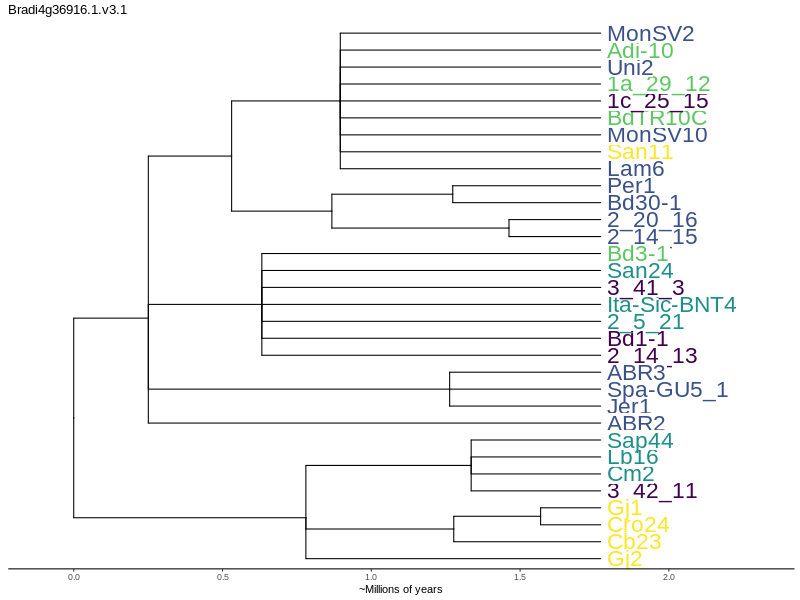 Bradi4g36916.1.v3.1
MonSV2
Adi-10
Uni2
1a_29_12
1c_25_15
BdTR10C
MonSV10
San11
Lam6
Per1
Bd30-1
2_20_16
2_14_15
Bd3-1
San24
3_41_3
Ita-Sic-BNT4
2_5_21
Bd1-1
2_14_13
ABR3
Spa-GU5_1
Jer1
ABR2
Sap44
Lb16
Cm2
3_42_11
Gj1
Cro24
Cb23
Gj2
0.0 0.5 1.0 1.5 2.0
~Millions of years